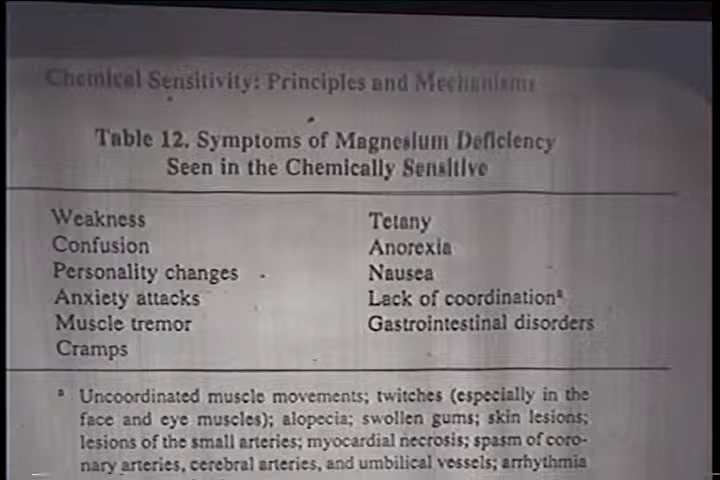 Chemical Sensitivity: Principles and Mechanisms
Table 12. Symptoms of Magnesium Deficiency
Seen in the Chemically Sensitive
Weakness Tetany
Confusion Anorexia
Personality changes Nausea
Anxiety attacks Lack of coordinationᵃ
Muscle tremor Gastrointestinal disorders
Cramps
ᵃ Uncoordinated muscle movements; twitches (especially in the
face and eye muscles); alopecia; swollen gums; skin lesions;
lesions of the small arteries; myocardial necrosis; spasm of coro-
nary arteries, cerebral arteries, and umbilical vessels; arrhythmia